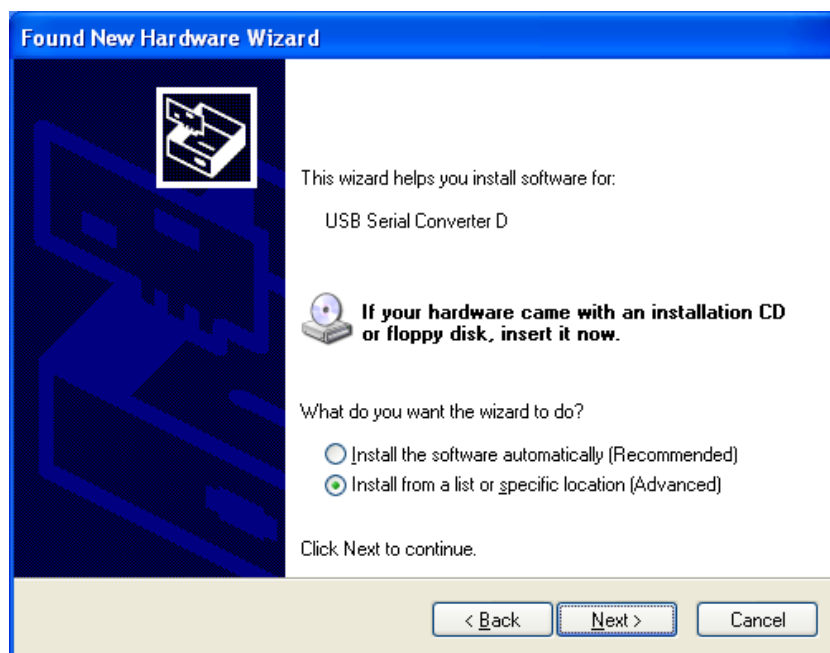 Found New Hardware Wizard
This wizard helps you install software for:
USB Serial Converter D
If your hardware came with an installation CD
or floppy disk, insert it now.
What do you want the wizard to do?
Install the software automatically (Recommended)
Install from a list or specific location (Advanced)
Click Next to continue.
< Back Next > Cancel